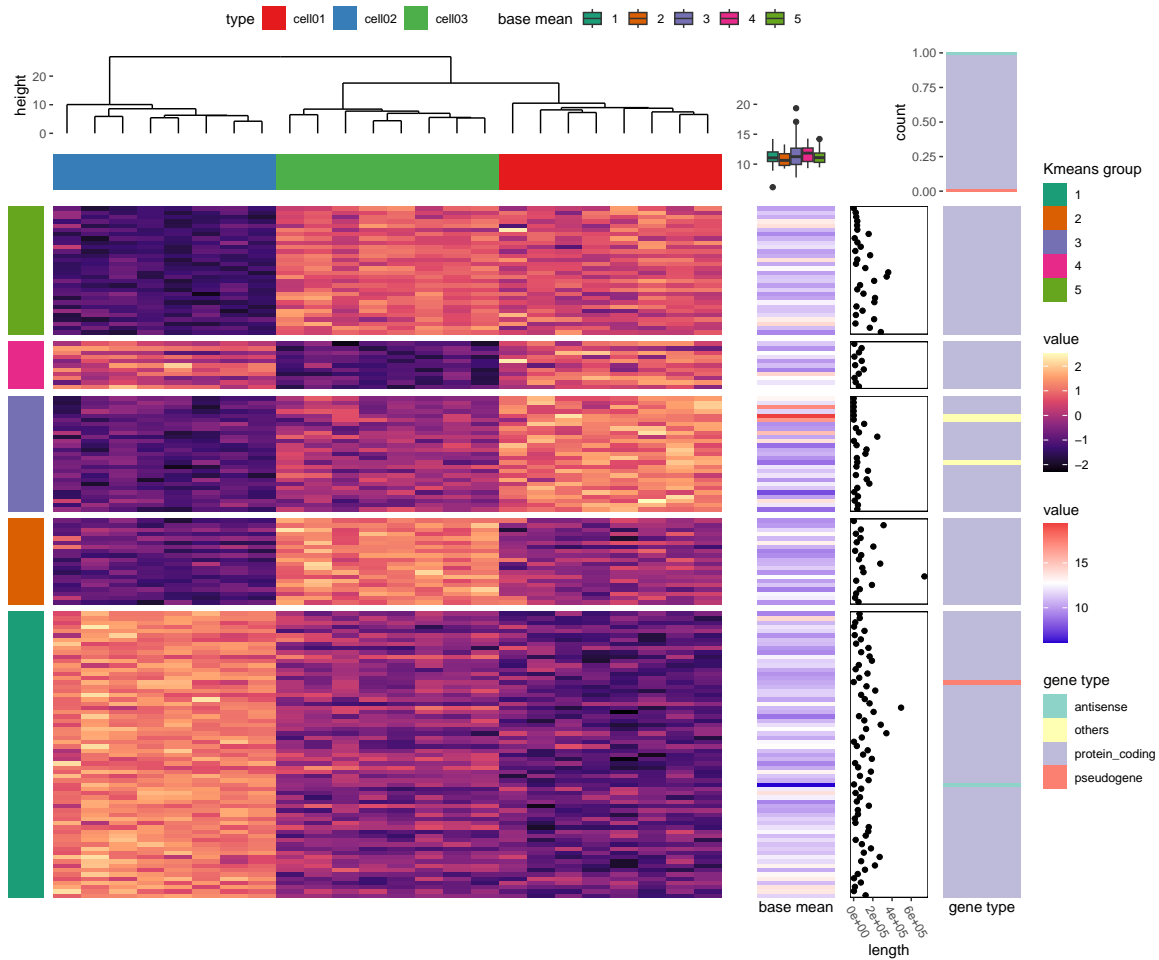 type cell01 cell02 cell03 base mean 1 2 3 4 5
height
20
10
0
20
15
10
count
1.00
0.75
0.50
0.25
0.00
Kmeans group
1
2
3
4
5
value
2
1
0
−1
−2
value
15
10
gene type
antisense
others
protein_coding
pseudogene
base mean
0e+00
2e+05
4e+05
6e+05
length
gene type